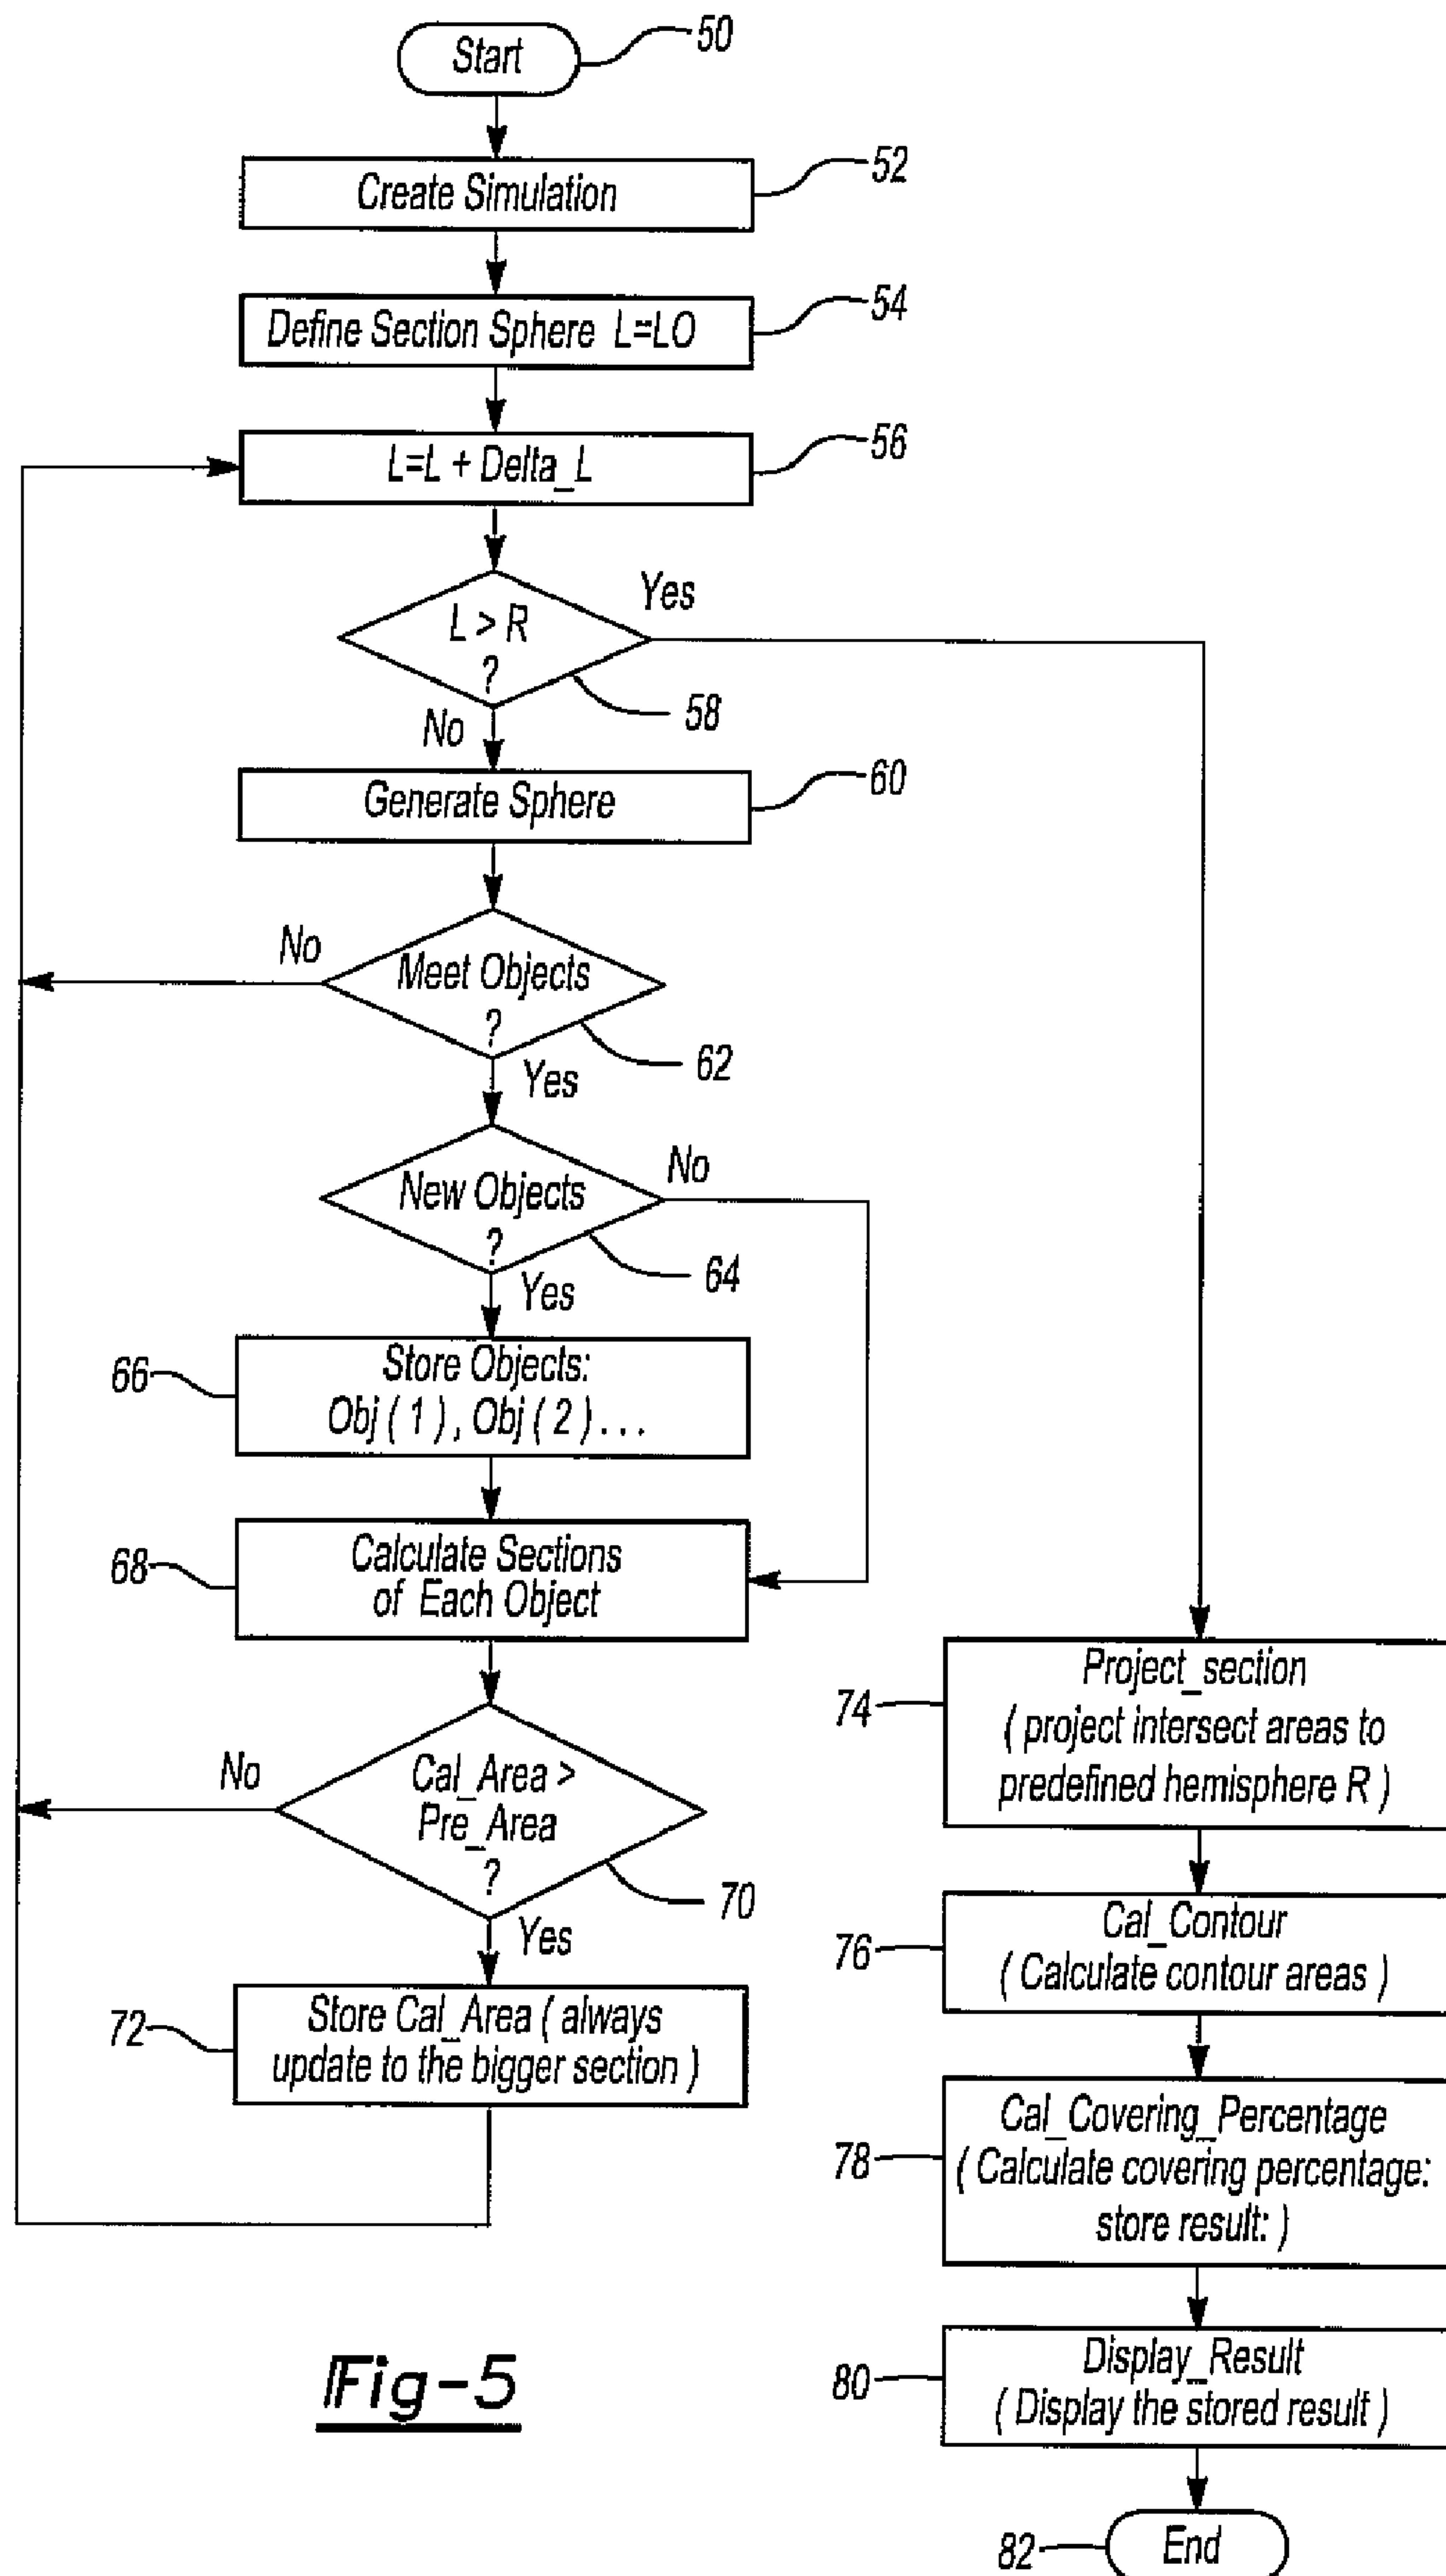 Start
50
Create Simulation
52
Define Section Sphere L=LO
54
L=L + Delta_L
56
L > R
?
Yes
58
No
Generate Sphere
60
No
Meet Objects
?
62
Yes
New Objects
?
No
64
Yes
66
Store Objects:
Obj ( 1 ) , Obj ( 2 ) . . .
68
Calculate Sections
of Each Object
No
Cal_Area >
Pre_Area
?
70
Yes
72
Store Cal_Area ( always
update to the bigger section )
74
Project_section
( project intersect areas to
predefined hemisphere R )
76
Cal_Contour
( Calculate contour areas )
78
Cal_Covering_Percentage
( Calculate covering percentage:
store result: )
80
Display_Result
( Display the stored result )
82
End
Fig-5